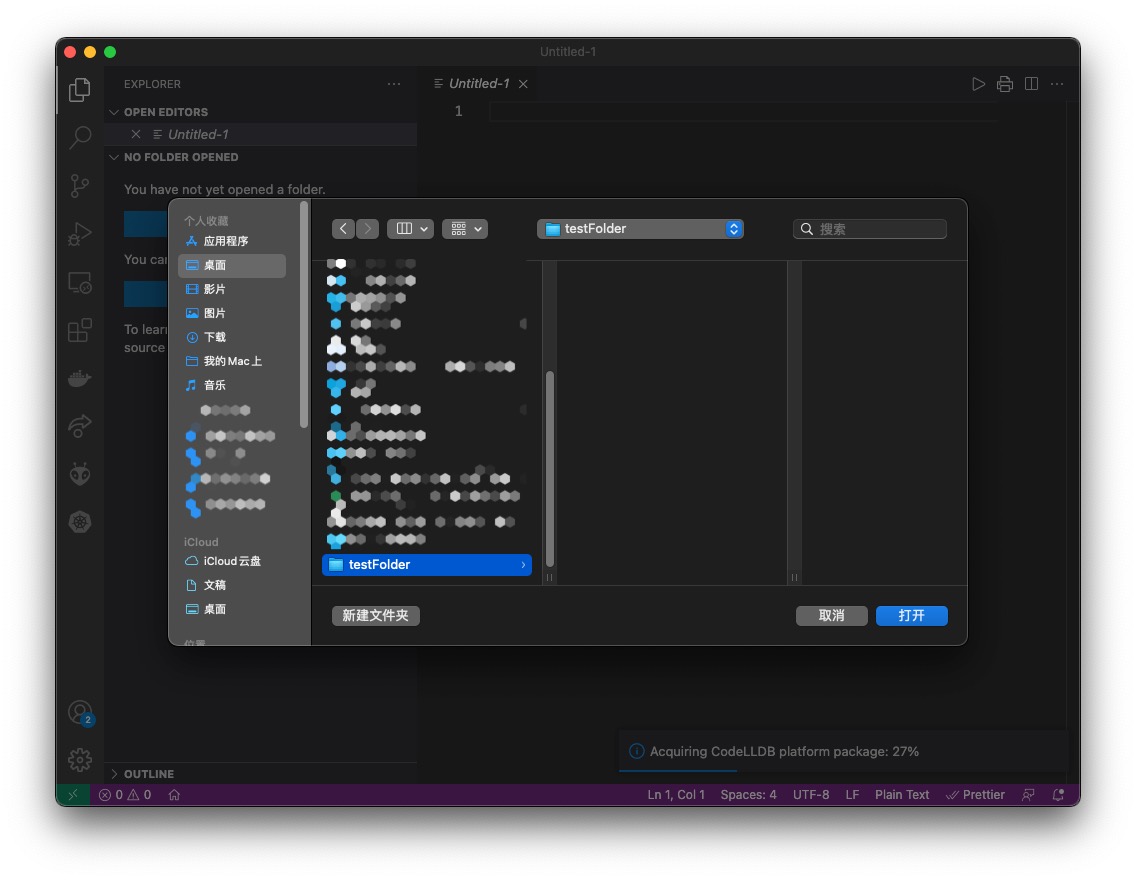 Untitled-1
EXPLORER
Untitled-1
OPEN EDITORS
1
Untitled-1
NO FOLDER OPENED
You have not yet opened a folder.
You can
To learn
source
个人收藏
应用程序
桌面
影片
图片
下载
我的 Mac 上
音乐
iCloud
iCloud 云盘
文稿
桌面
位置
testFolder
搜索
testFolder
新建文件夹
取消
打开
2
Acquiring CodeLLDB platform package: 27%
OUTLINE
0 0 Ln 1, Col 1 Spaces: 4 UTF-8 LF Plain Text Prettier